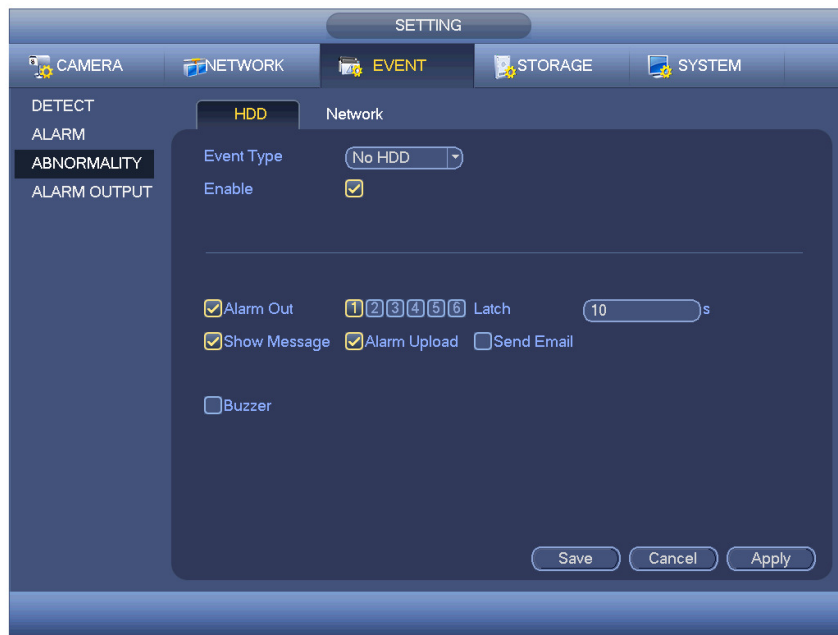 SETTING
CAMERA NETWORK EVENT STORAGE SYSTEM
DETECT
ALARM
ABNORMALITY
ALARM OUTPUT
HDD Network
Event Type No HDD
Enable
Alarm Out 1 2 3 4 5 6 Latch 10 s
Show Message Alarm Upload Send Email
Buzzer
Save Cancel Apply